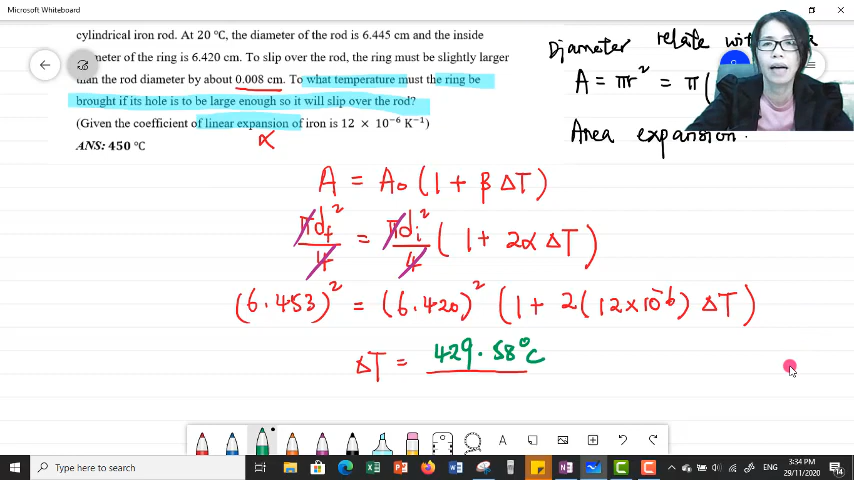 Microsoft Whiteboard
cylindrical iron rod. At 20 °C, the diameter of the rod is 6.445 cm and the inside
meter of the ring is 6.420 cm. To slip over the rod, the ring must be slightly larger
than the rod diameter by about 0.008 cm. To what temperature must the ring be
brought if its hole is to be large enough so it will slip over the rod?
(Given the coefficient of linear expansion of iron is 12 × 10⁻⁶ K⁻¹)
α
ANS: 450 °C
Diameter relate with
A = πr² = π(
Area expansion.
A = A₀ (1 + β ΔT)
πd_f²/4 = πd_i²/4 (1 + 2α ΔT)
(6.453)² = (6.420)² (1 + 2(12×10⁻⁶) ΔT)
ΔT = 429.58°C
Type here to search
ENG
3:34 PM
29/11/2020
14